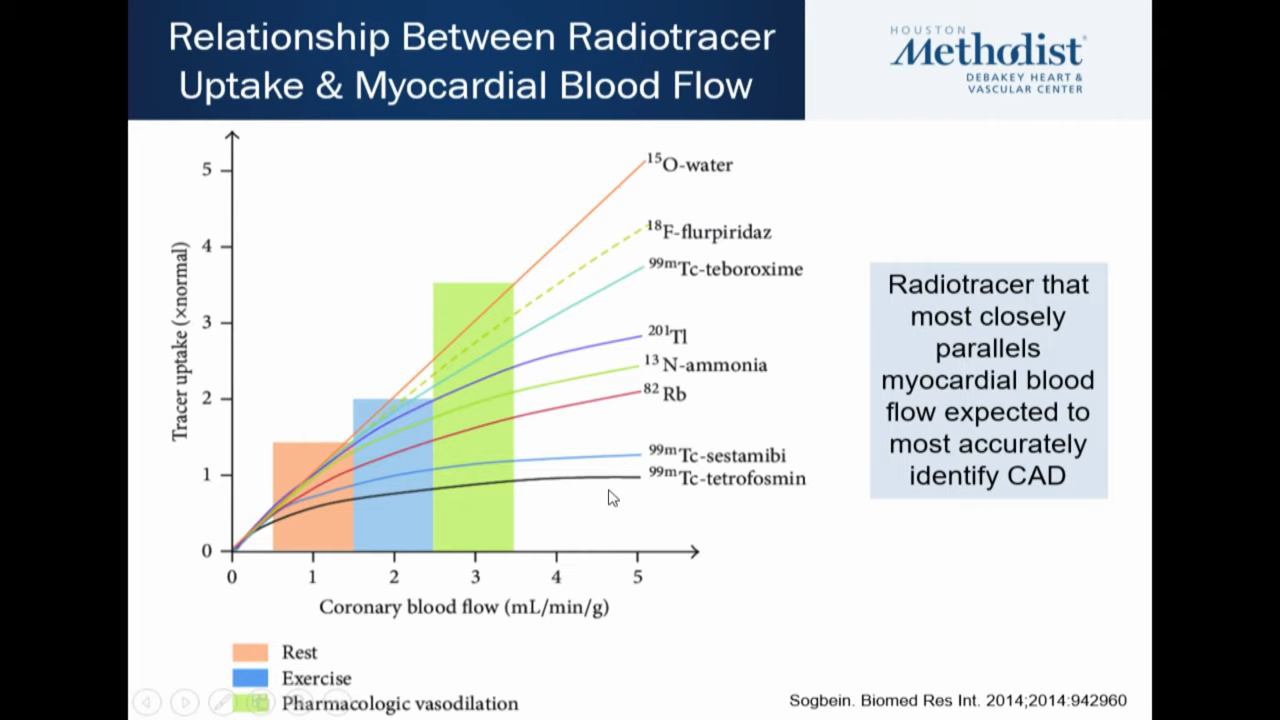 Relationship Between Radiotracer
Uptake & Myocardial Blood Flow
HOUSTON
Methodist
DEBAKEY HEART &
VASCULAR CENTER
Tracer uptake (×normal)
5
4
3
2
1
0
0 1 2 3 4 5
Coronary blood flow (mL/min/g)
¹⁵O-water
¹⁸F-flurpiridaz
⁹⁹ᵐTc-teboroxime
²⁰¹Tl
¹³N-ammonia
⁸²Rb
⁹⁹ᵐTc-sestamibi
⁹⁹ᵐTc-tetrofosmin
Rest
Exercise
Pharmacologic vasodilation
Radiotracer that
most closely
parallels
myocardial blood
flow expected to
most accurately
identify CAD
Sogbein. Biomed Res Int. 2014;2014:942960